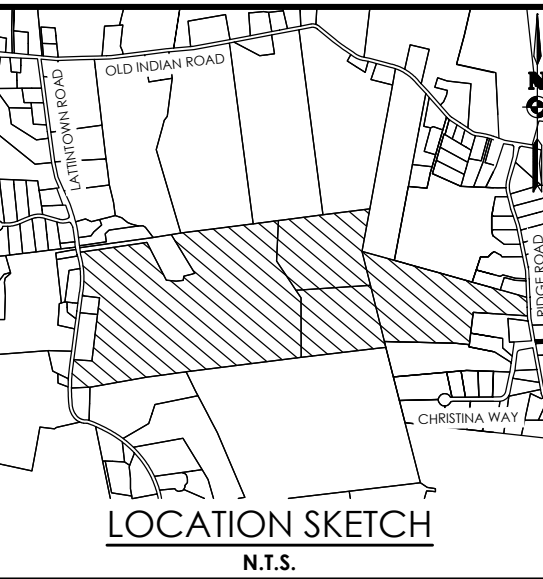 OLD INDIAN ROAD
LATTINTOWN ROAD
N
RIDGE ROAD
CHRISTINA WAY
LOCATION SKETCH
N.T.S.